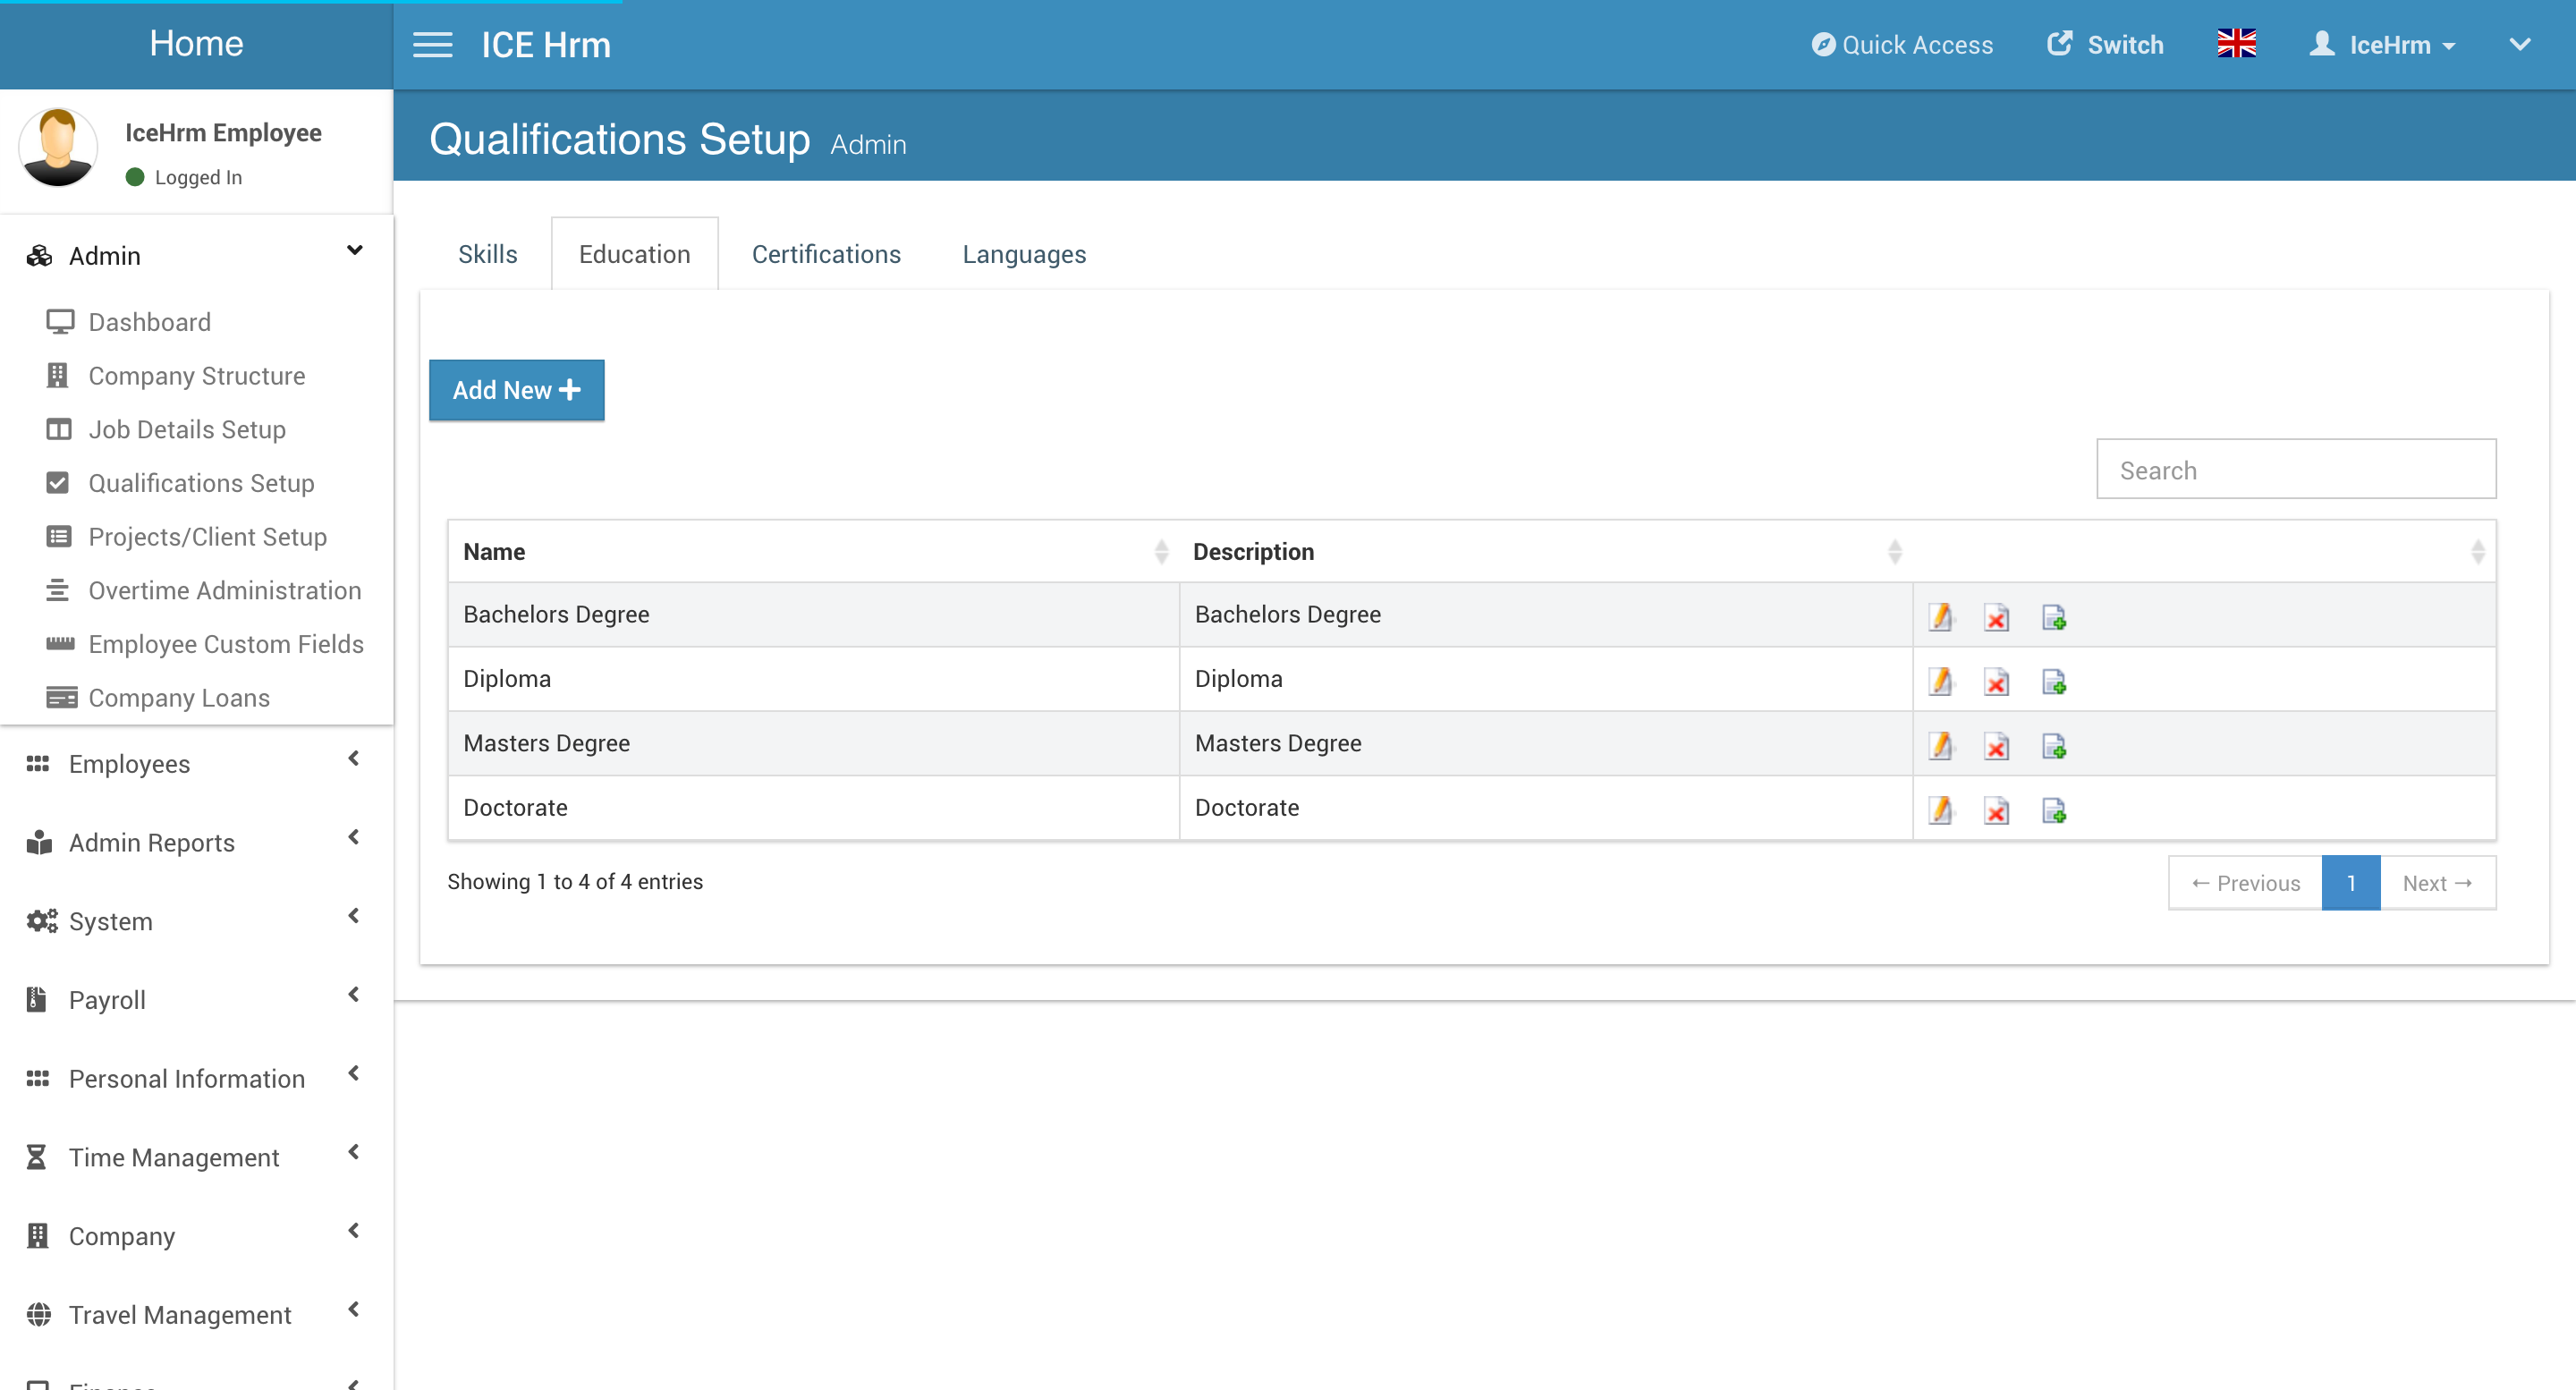 Home
ICE Hrm
Quick Access
Switch
IceHrm
IceHrm Employee
Logged In
Qualifications Setup Admin
Admin
Dashboard
Company Structure
Job Details Setup
Qualifications Setup
Projects/Client Setup
Overtime Administration
Employee Custom Fields
Company Loans
Employees
Admin Reports
System
Payroll
Personal Information
Time Management
Company
Travel Management
Skills
Education
Certifications
Languages
Add New
Search
Name Description
Bachelors Degree Bachelors Degree
Diploma Diploma
Masters Degree Masters Degree
Doctorate Doctorate
Showing 1 to 4 of 4 entries
← Previous 1 Next →